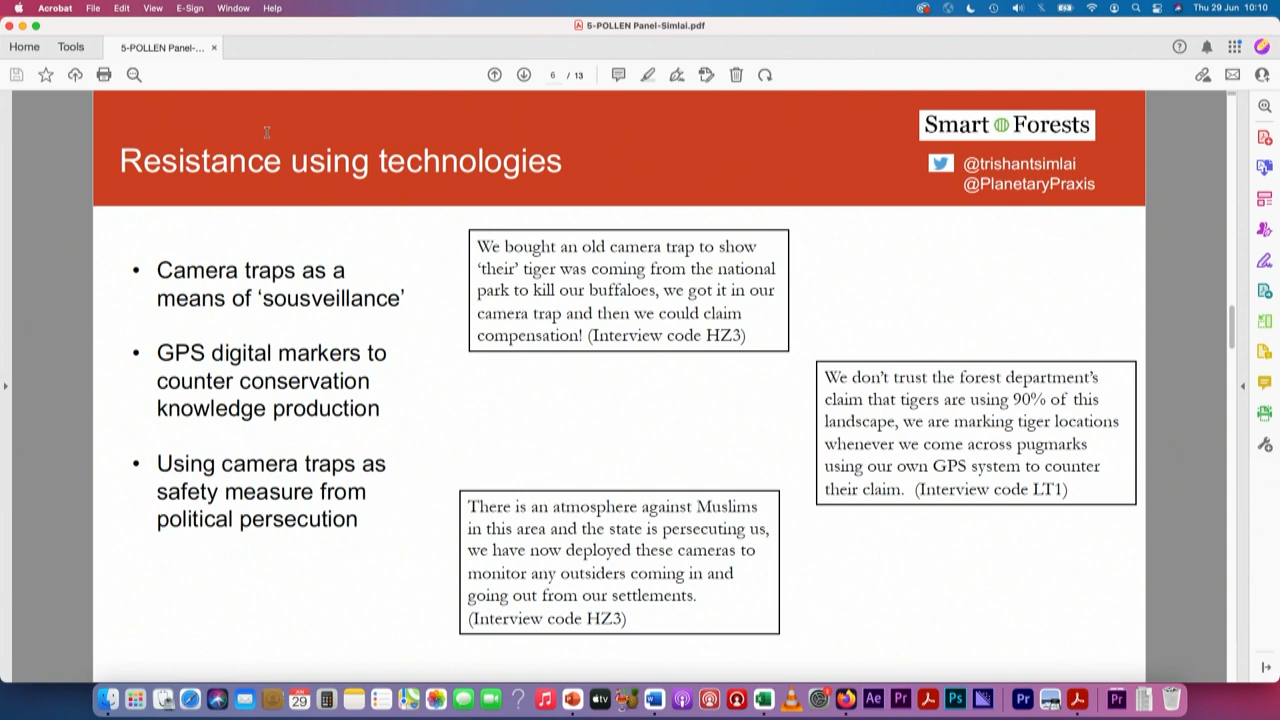 Acrobat File Edit View E-Sign Window Help
Thu 29 Jun 10:10
5-POLLEN Panel-Simlai.pdf
Home Tools 5-POLLEN Panel-... ×
6 / 13
Resistance using technologies
Smart Forests
@trishantsimlai
@PlanetaryPraxis
• Camera traps as a
means of ‘sousveillance’
• GPS digital markers to
counter conservation
knowledge production
• Using camera traps as
safety measure from
political persecution
We bought an old camera trap to show
‘their’ tiger was coming from the national
park to kill our buffaloes, we got it in our
camera trap and then we could claim
compensation! (Interview code HZ3)
We don’t trust the forest department’s
claim that tigers are using 90% of this
landscape, we are marking tiger locations
whenever we come across pugmarks
using our own GPS system to counter
their claim. (Interview code LT1)
There is an atmosphere against Muslims
in this area and the state is persecuting us,
we have now deployed these cameras to
monitor any outsiders coming in and
going out from our settlements.
(Interview code HZ3)
29
tv
Ae
Pr
Ps
Pr
Pr